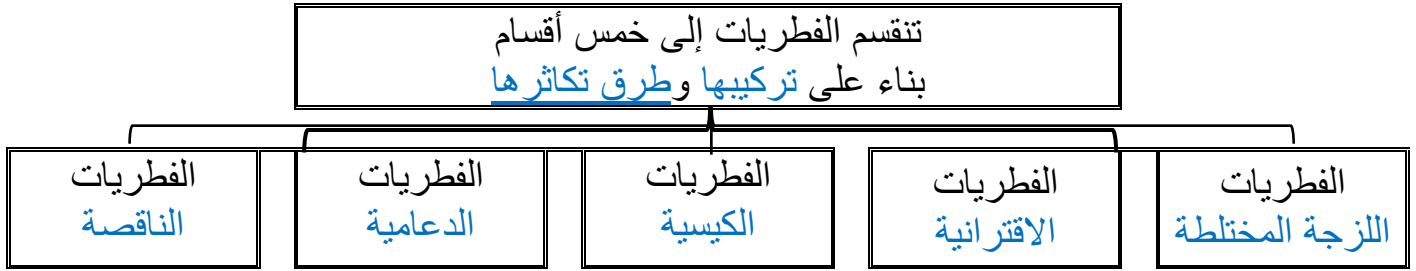 تنقسم الفطريات إلى خمس أقسام
بناء على تركيبها وطرق تكاثرها
الفطريات
اللزجة المختلطة
الفطريات
الاقترانية
الفطريات
الكيسية
الفطريات
الدعامية
الفطريات
الناقصة